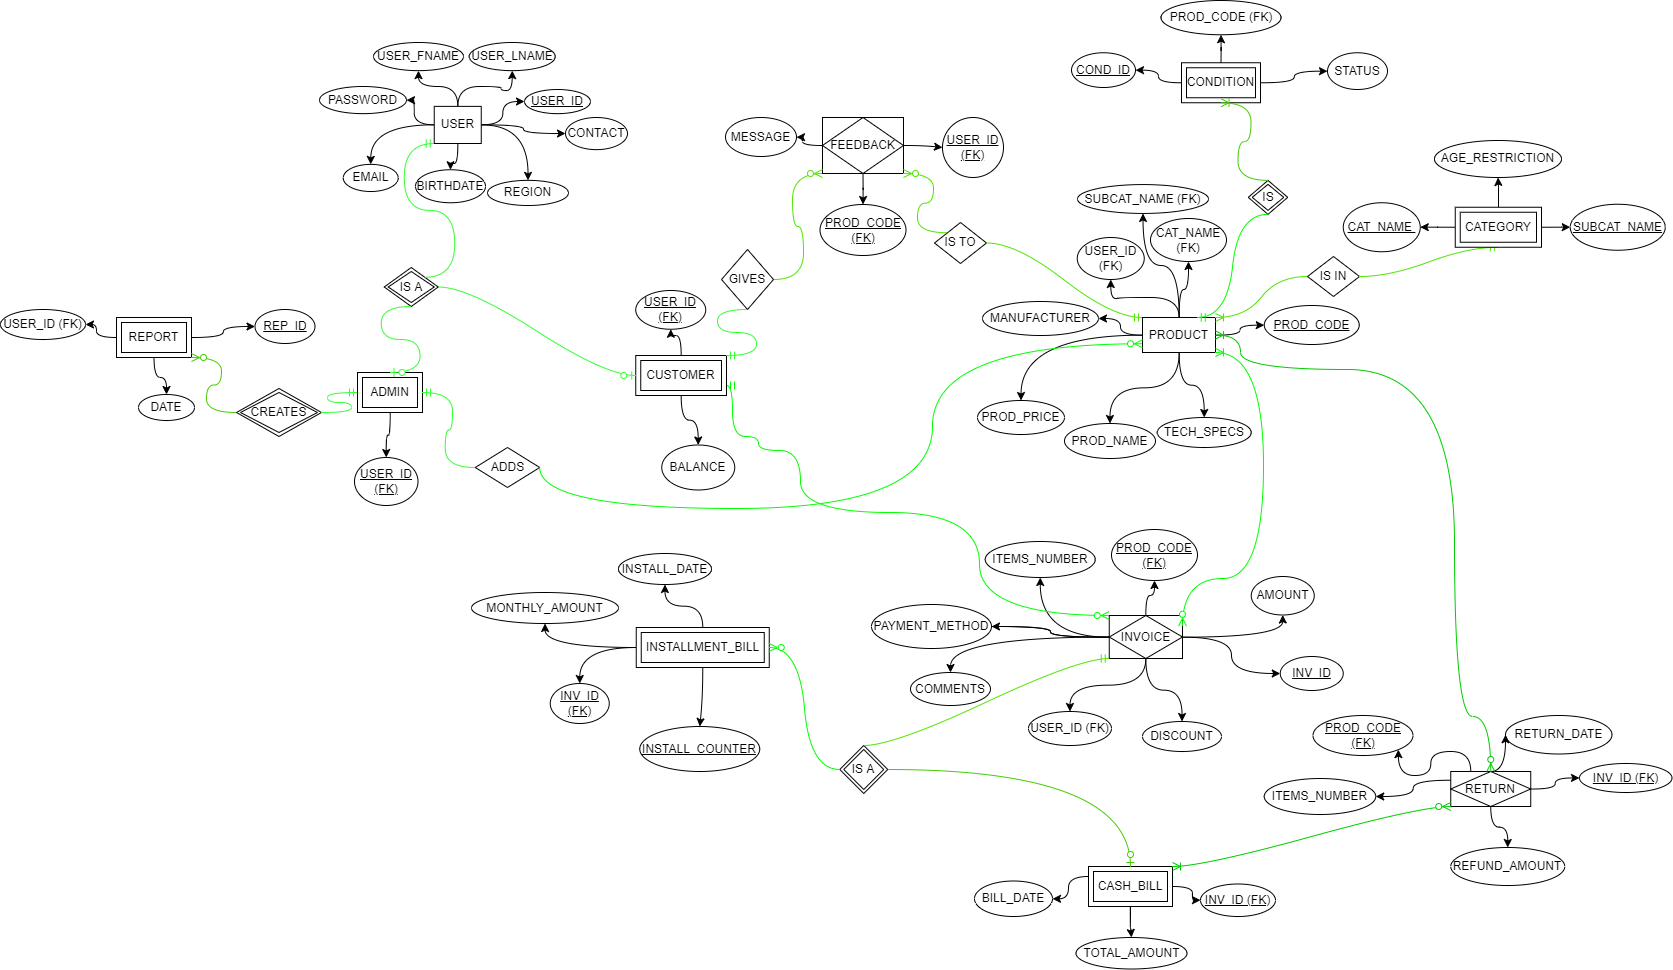 PROD_CODE (FK)
COND_ID
CONDITION
STATUS
USER_FNAME
USER_LNAME
PASSWORD
USER_ID
USER
CONTACT
EMAIL
BIRTHDATE
REGION
MESSAGE
FEEDBACK
USER_ID
(FK)
PROD_CODE
(FK)
IS TO
GIVES
IS
AGE_RESTRICTION
CAT_NAME
CATEGORY
SUBCAT_NAME
IS IN
SUBCAT_NAME (FK)
CAT_NAME
(FK)
USER_ID
(FK)
MANUFACTURER
PRODUCT
PROD_CODE
PROD_PRICE
PROD_NAME
TECH_SPECS
IS A
USER_ID
(FK)
CUSTOMER
BALANCE
USER_ID (FK)
REPORT
REP_ID
DATE
CREATES
ADMIN
USER_ID
(FK)
ADDS
INSTALL_DATE
MONTHLY_AMOUNT
INSTALLMENT_BILL
INV_ID
(FK)
INSTALL_COUNTER
ITEMS_NUMBER
PROD_CODE
(FK)
AMOUNT
PAYMENT_METHOD
INVOICE
COMMENTS
INV_ID
USER_ID (FK)
DISCOUNT
IS A
PROD_CODE
(FK)
RETURN_DATE
ITEMS_NUMBER
RETURN
INV_ID (FK)
REFUND_AMOUNT
BILL_DATE
CASH_BILL
INV_ID (FK)
TOTAL_AMOUNT